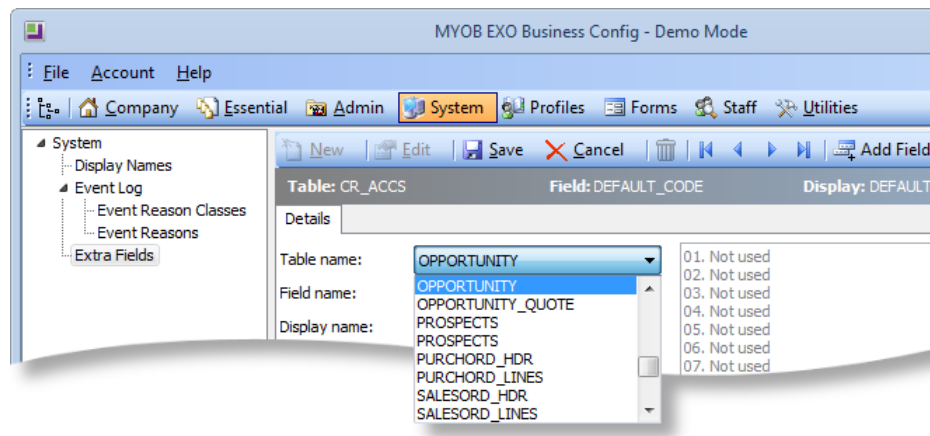 MYOB EXO Business Config - Demo Mode
File Account Help
Company Essential Admin System Profiles Forms Staff Utilities
System
Display Names
Event Log
Event Reason Classes
Event Reasons
Extra Fields
New Edit Save Cancel Add Field
Table: CR_ACCS Field: DEFAULT_CODE Display: DEFAULT
Details
Table name: OPPORTUNITY
Field name:
Display name:
OPPORTUNITY
OPPORTUNITY_QUOTE
PROSPECTS
PROSPECTS
PURCHORD_HDR
PURCHORD_LINES
SALESORD_HDR
SALESORD_LINES
01. Not used
02. Not used
03. Not used
04. Not used
05. Not used
06. Not used
07. Not used